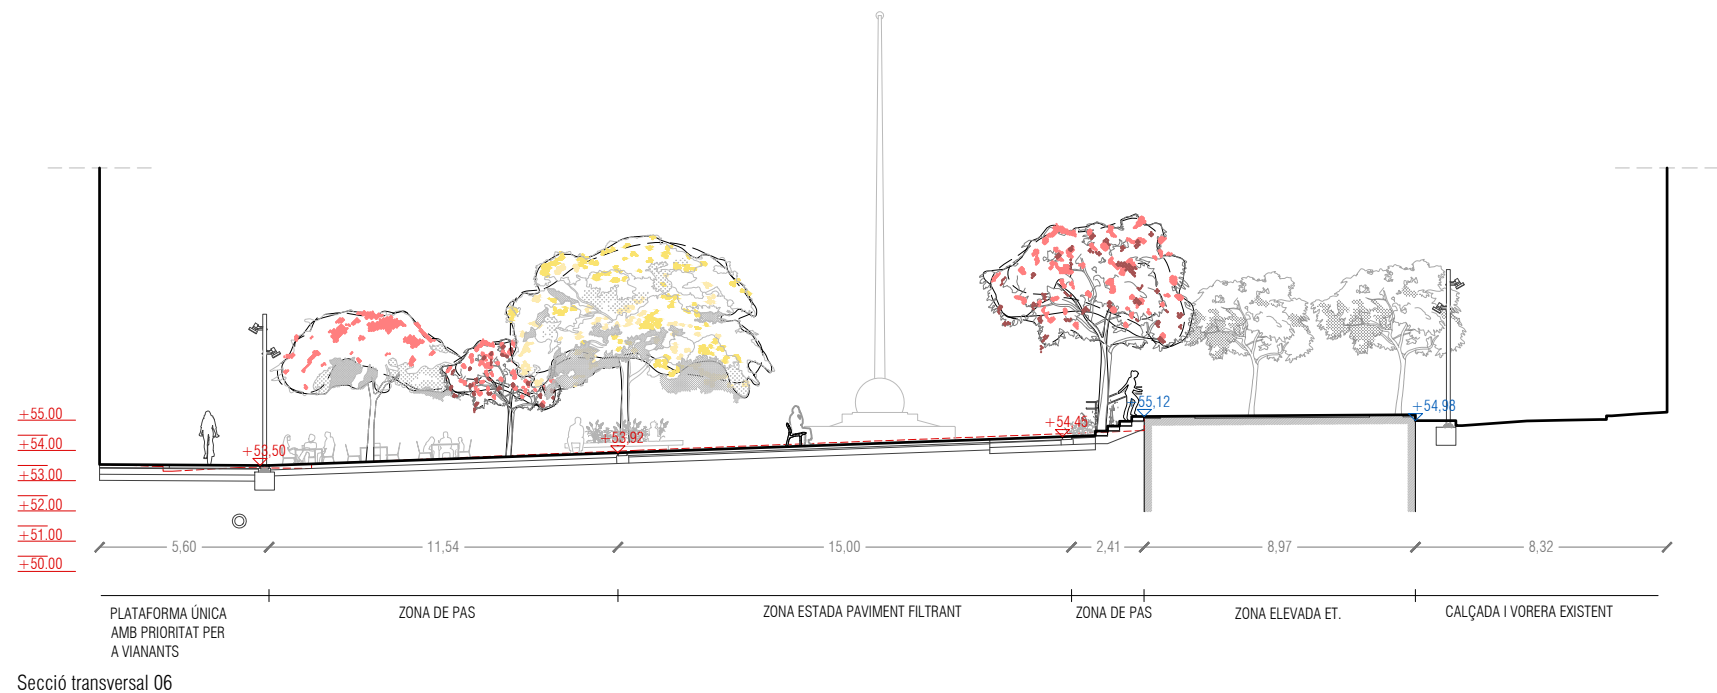 +55.00
+54.00
+53.00
+52.00
+51.00
+50.00
+53,50
+53,92
+54,45
+55,12
+54,98
5,60
11,54
15,00
2,41
8,97
8,32
PLATAFORMA ÚNICA
AMB PRIORITAT PER
A VIANANTS
ZONA DE PAS
ZONA ESTADA PAVIMENT FILTRANT
ZONA DE PAS
ZONA ELEVADA ET.
CALÇADA I VORERA EXISTENT
Secció transversal 06